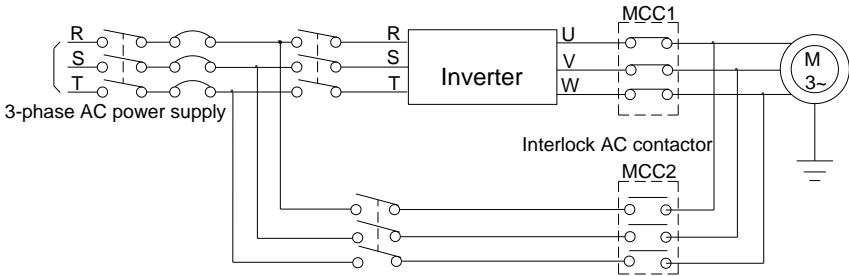 R
S
T
3-phase AC power supply
R
S
T
Inverter
U
V
W
MCC1
M
3~
Interlock AC contactor
MCC2